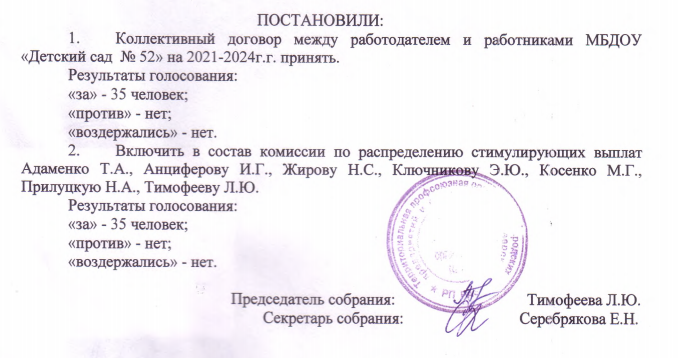 ПОСТАНОВИЛИ:
1. Коллективный договор между работодателем и работниками МБДОУ
«Детский сад № 52» на 2021-2024г.г. принять.
Результаты голосования:
«за» - 35 человек;
«против» - нет;
«воздержались» - нет.
2. Включить в состав комиссии по распределению стимулирующих выплат
Адаменко Т.А., Анциферову И.Г., Жирову Н.С., Ключникову Э.Ю., Косенко М.Г.,
Прилуцкую Н.А., Тимофееву Л.Ю.
Результаты голосования:
«за» - 35 человек;
«против» - нет;
«воздержались» - нет.
Территориальная профсоюзная
Председатель собрания: Тимофеева Л.Ю.
Секретарь собрания: Серебрякова Е.Н.